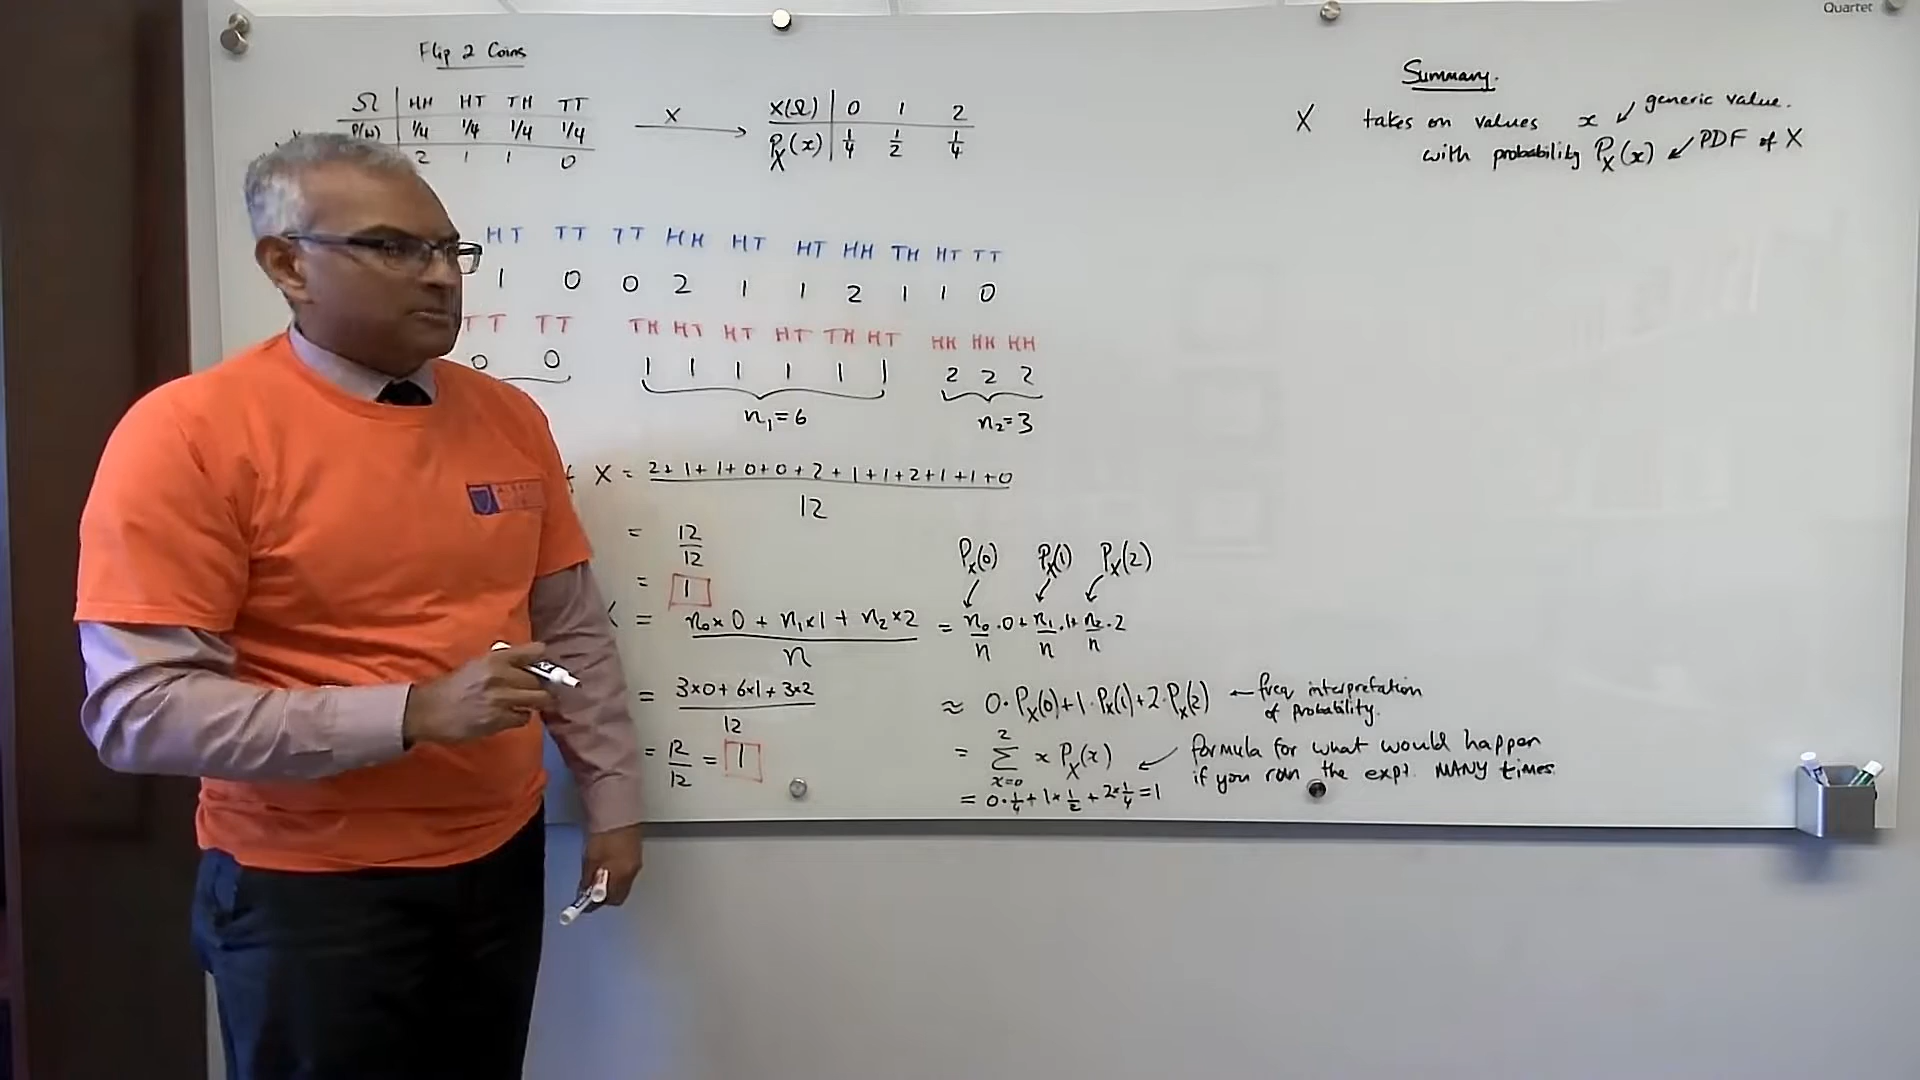 Quartet
Flip 2 Coins
Ω HH HT TH TT
P(ω) 1/4 1/4 1/4 1/4
2 1 1 0
X
X(Ω) 0 1 2
P_X(x) 1/4 1/2 1/4
Summary.
X takes on values x ↙ generic value.
with probability P_X(x) ↙ PDF of X
HT TT TT HH HT HT HH TH HT TT
1 0 0 2 1 1 2 1 1 0
TT TT TH HT HT HT TH HT HH HH HH
0 0 1 1 1 1 1 1 2 2 2
n₁=6 n₂=3
X = 2+1+1+0+0+2+1+1+2+1+1+0
12
= 12/12
= 1
P_X(0) P_X(1) P_X(2)
= n₀×0 + n₁×1 + n₂×2 / n = n₀/n·0 + n₁/n·1 + n₂/n·2
= 3×0+6×1+3×2 / 12
= 12/12 = 1
≈ 0·P_X(0)+1·P_X(1)+2·P_X(2) ← freq interpretation
of probability.
= 2 Σ x=0 x P_X(x) ↙ formula for what would happen
if you ran the expt. MANY times.
= 0·1/4+1×1/2+2×1/4=1